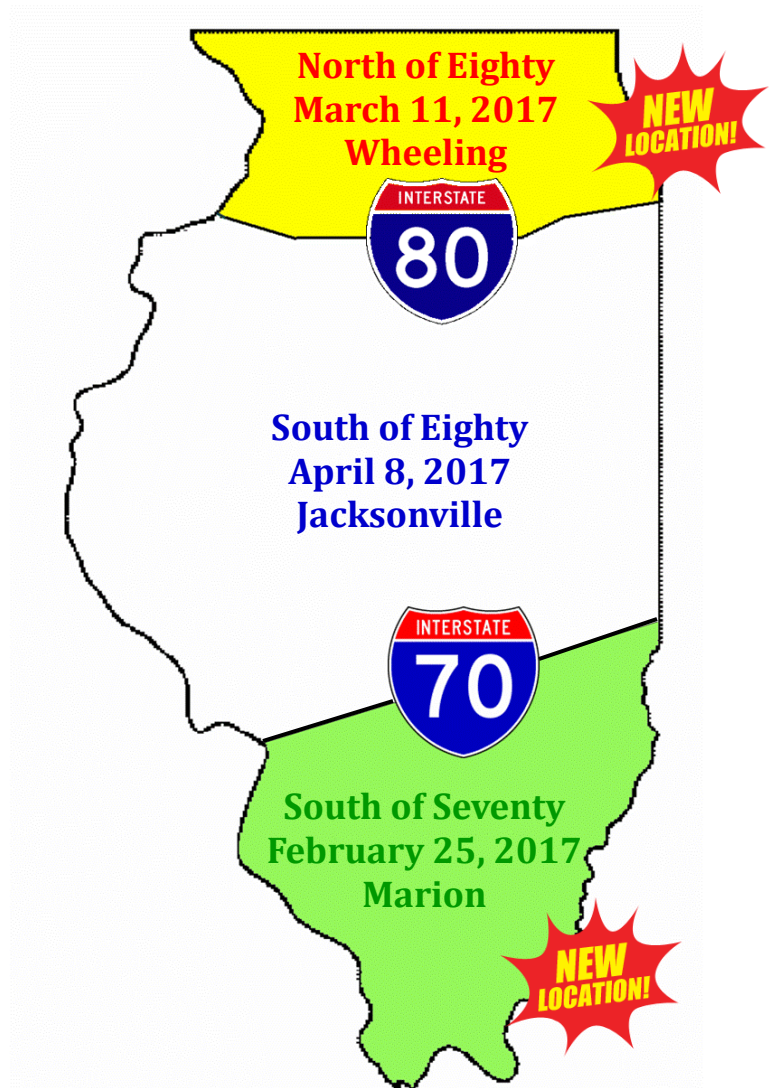 North of Eighty
March 11, 2017
Wheeling
NEW
LOCATION!
INTERSTATE
80
South of Eighty
April 8, 2017
Jacksonville
INTERSTATE
70
South of Seventy
February 25, 2017
Marion
NEW
LOCATION!